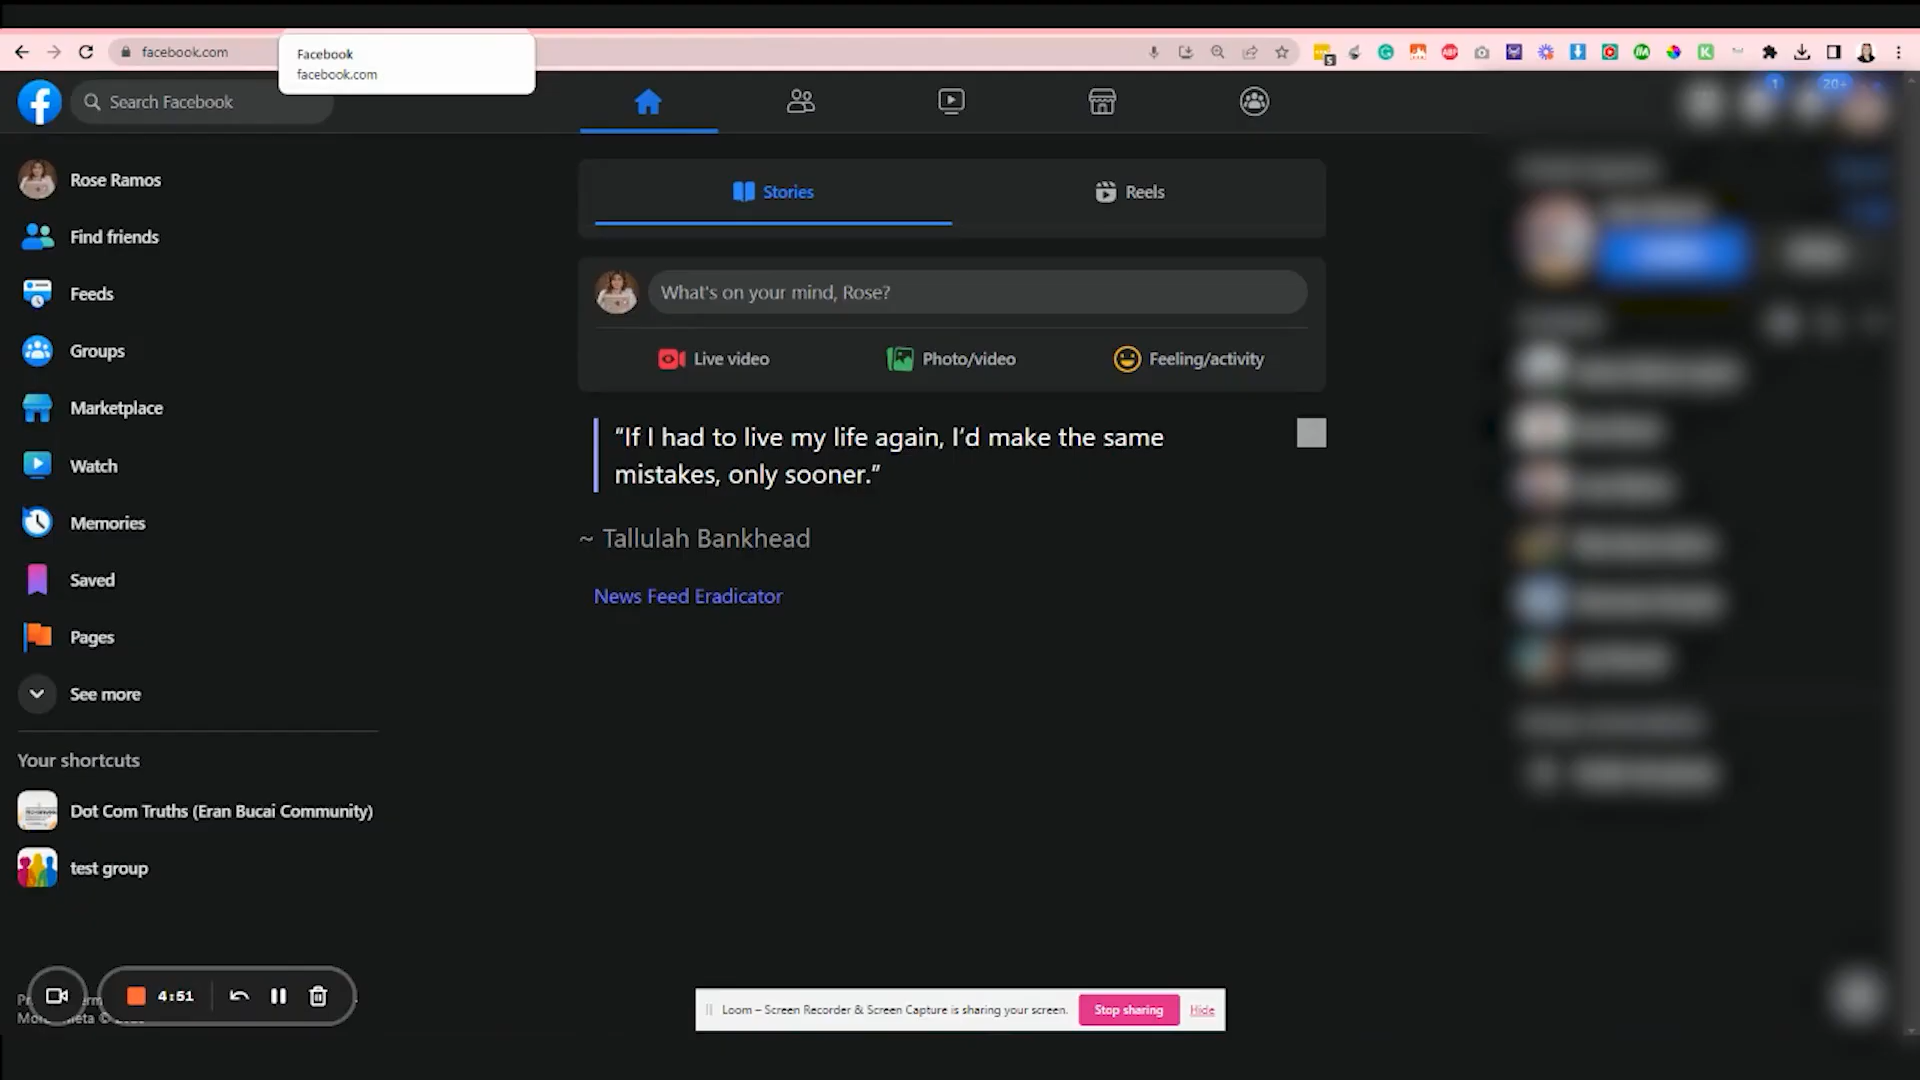 facebook.com
Facebook
facebook.com
5
Search Facebook
1
20+
Rose Ramos
Find friends
Feeds
Groups
Marketplace
Watch
Memories
Saved
Pages
See more
Your shortcuts
Dot Com Truths (Eran Bucai Community)
test group
Stories
Reels
What's on your mind, Rose?
Live video
Photo/video
Feeling/activity
“If I had to live my life again, I’d make the same
mistakes, only sooner.”
~ Tallulah Bankhead
News Feed Eradicator
4:51
Loom – Screen Recorder & Screen Capture is sharing your screen.
Stop sharing
Hide